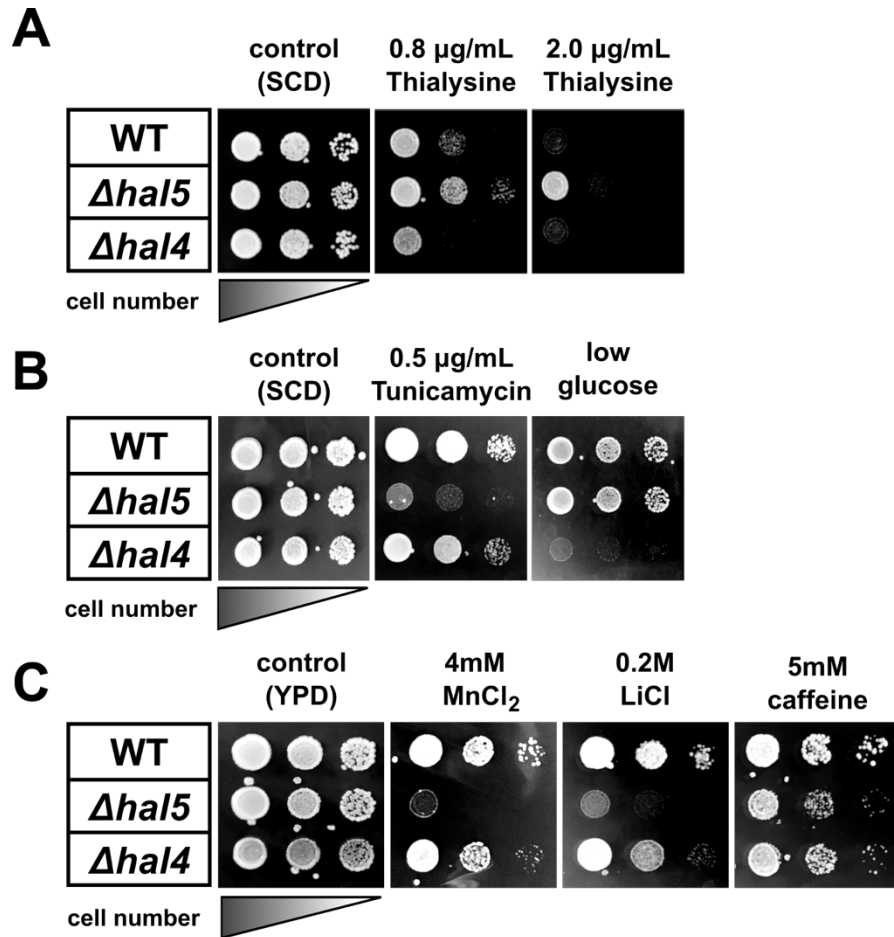 A
control
(SCD)
0.8 µg/mL
Thialysine
2.0 µg/mL
Thialysine
WT
Δhal5
Δhal4
cell number
B
control
(SCD)
0.5 µg/mL
Tunicamycin
low
glucose
WT
Δhal5
Δhal4
cell number
C
control
(YPD)
4mM
MnCl₂
0.2M
LiCl
5mM
caffeine
WT
Δhal5
Δhal4
cell number